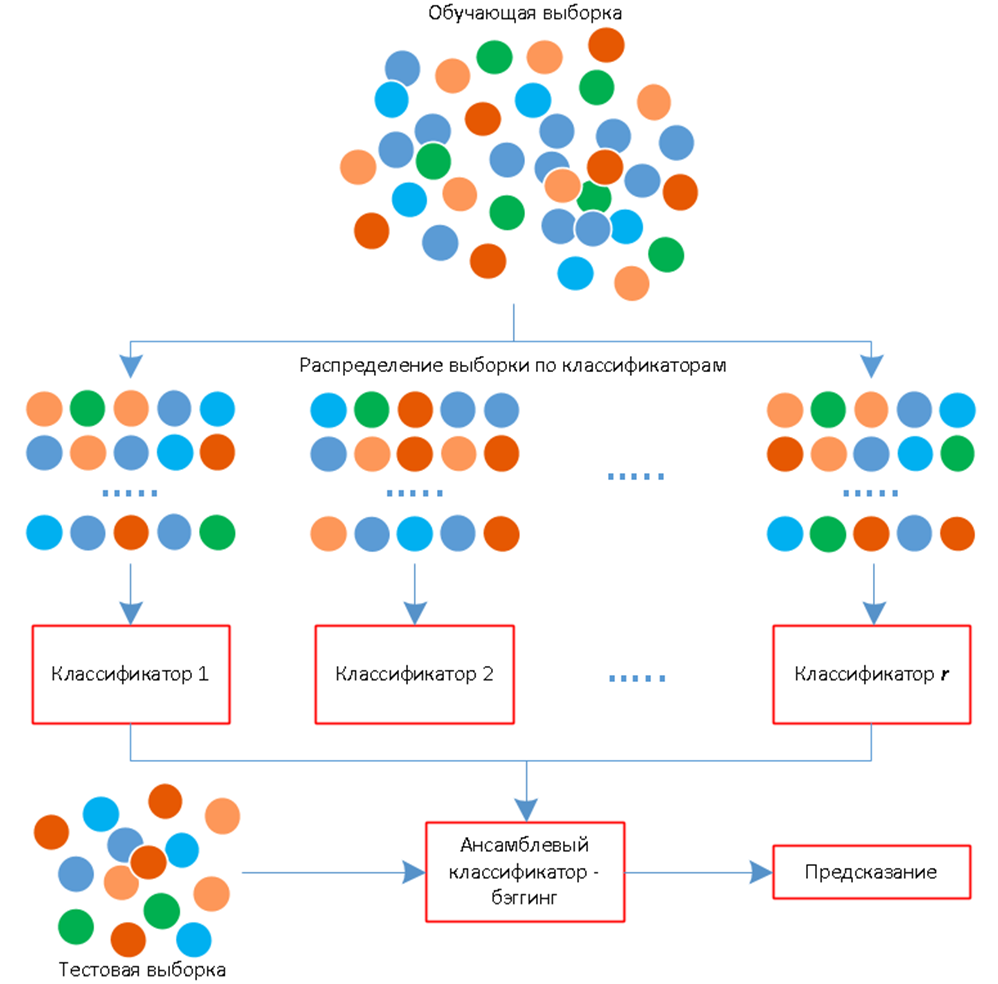 Обучающая выборка
Распределение выборки по классификаторам
Классификатор 1
Классификатор 2
Классификатор r
Ансамблевый
классификатор -
бэггинг
Предсказание
Тестовая выборка